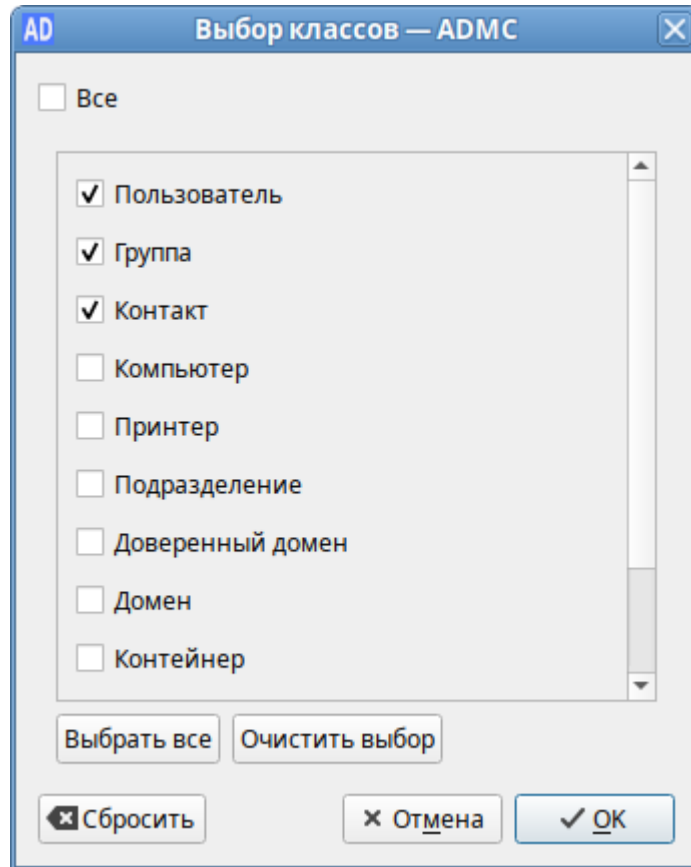 AD Выбор классов — ADMC
Все
Пользователь
Группа
Контакт
Компьютер
Принтер
Подразделение
Доверенный домен
Домен
Контейнер
Выбрать все Очистить выбор
Сбросить Отмена OK